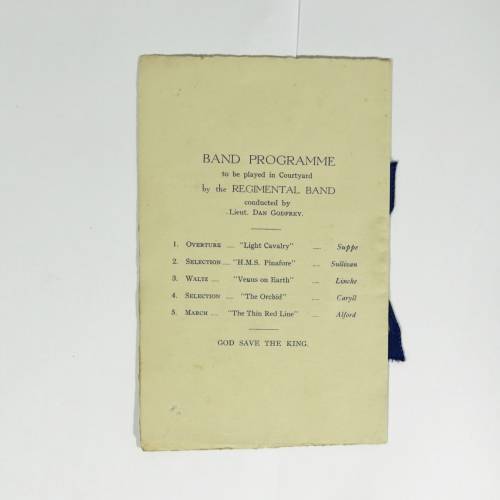 BAND PROGRAMME
to be played in Courtyard
by the REGIMENTAL BAND
conducted by
Lieut. DAN GODFREY.
1. OVERTURE ... "Light Cavalry" ... Suppe
2. SELECTION ... "H.M.S. Pinafore" ... Sullivan
3. WALTZ ... "Venus on Earth" ... Lincke
4. SELECTION ... "The Orchid" ... Caryll
5. MARCH ... "The Thin Red Line" ... Alford
GOD SAVE THE KING.